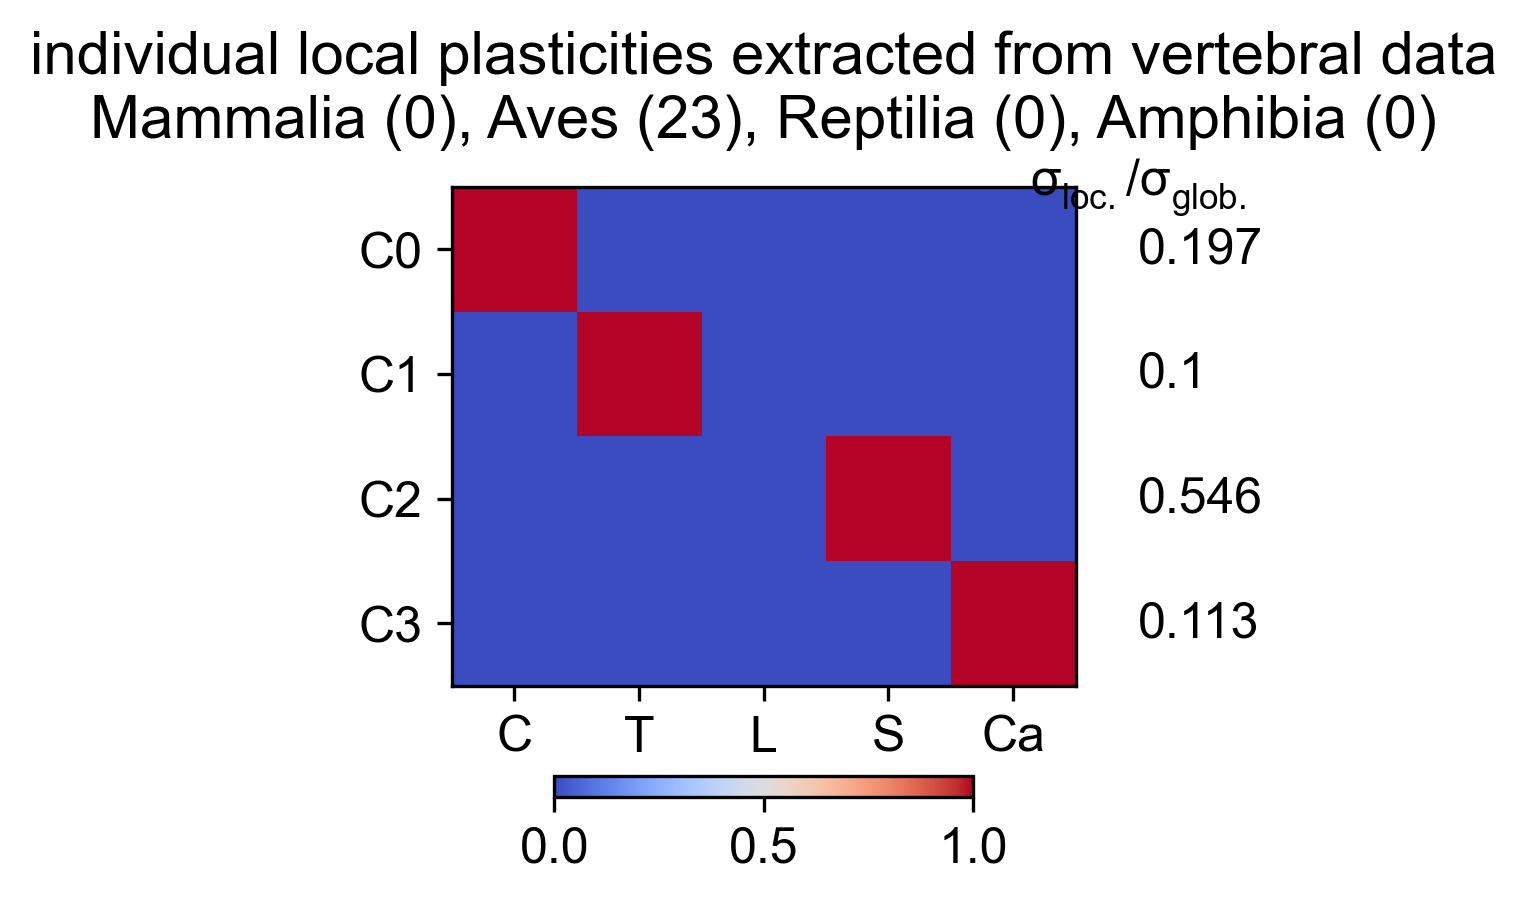 individual local plasticities extracted from vertebral data
Mammalia (0), Aves (23), Reptilia (0), Amphibia (0)
σloc. /σglob.
C0 0.197
C1 0.1
C2 0.546
C3 0.113
C T L S Ca
0.0 0.5 1.0